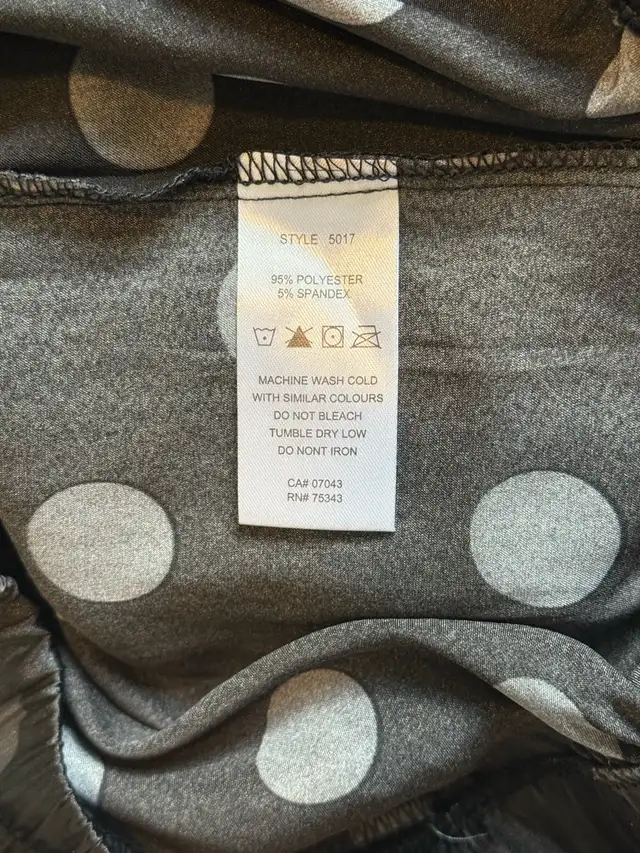 STYLE 5017
95% POLYESTER
5% SPANDEX
MACHINE WASH COLD
WITH SIMILAR COLOURS
DO NOT BLEACH
TUMBLE DRY LOW
DO NONT IRON
CA# 07043
RN# 75343